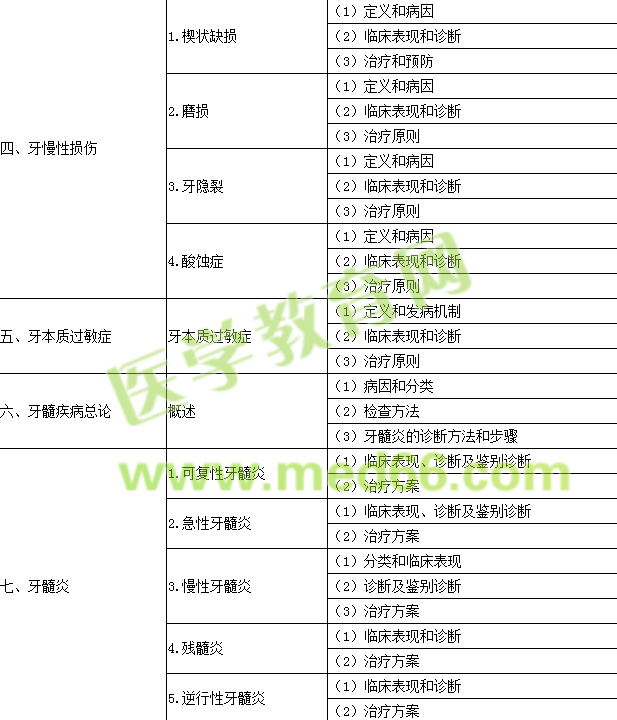 四、牙慢性损伤
1.楔状缺损
（1）定义和病因
（2）临床表现和诊断
（3）治疗和预防
2.磨损
（1）定义和病因
（2）临床表现和诊断
（3）治疗原则
3.牙隐裂
（1）定义和病因
（2）临床表现和诊断
（3）治疗原则
4.酸蚀症
（1）定义和病因
（2）临床表现和诊断
（3）治疗原则
五、牙本质过敏症
牙本质过敏症
（1）定义和发病机制
（2）临床表现和诊断
（3）治疗原则
六、牙髓疾病总论
概述
（1）病因和分类
（2）检查方法
（3）牙髓炎的诊断方法和步骤
七、牙髓炎
1.可复性牙髓炎
（1）临床表现、诊断及鉴别诊断
（2）治疗方案
2.急性牙髓炎
（1）临床表现、诊断及鉴别诊断
（2）治疗方案
3.慢性牙髓炎
（1）分类和临床表现
（2）诊断及鉴别诊断
（3）治疗方案
4.残髓炎
（1）临床表现和诊断
（2）治疗方案
5.逆行性牙髓炎
（1）临床表现和诊断
（2）治疗方案
医学教育网
www.med66.com